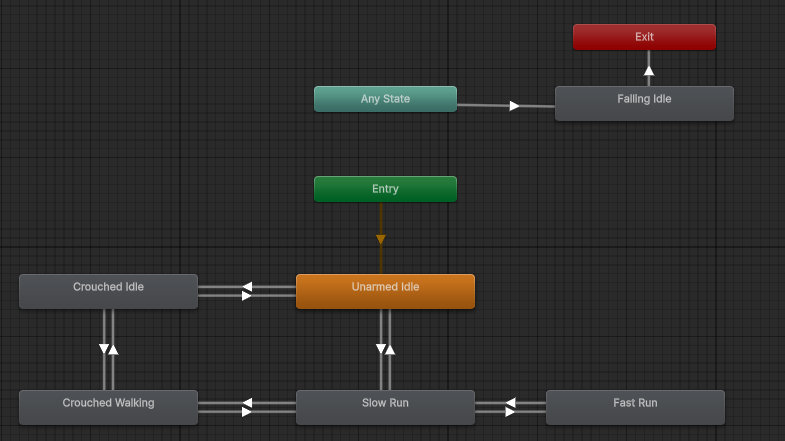 Exit
Any State
Falling Idle
Entry
Crouched Idle
Unarmed Idle
Crouched Walking
Slow Run
Fast Run